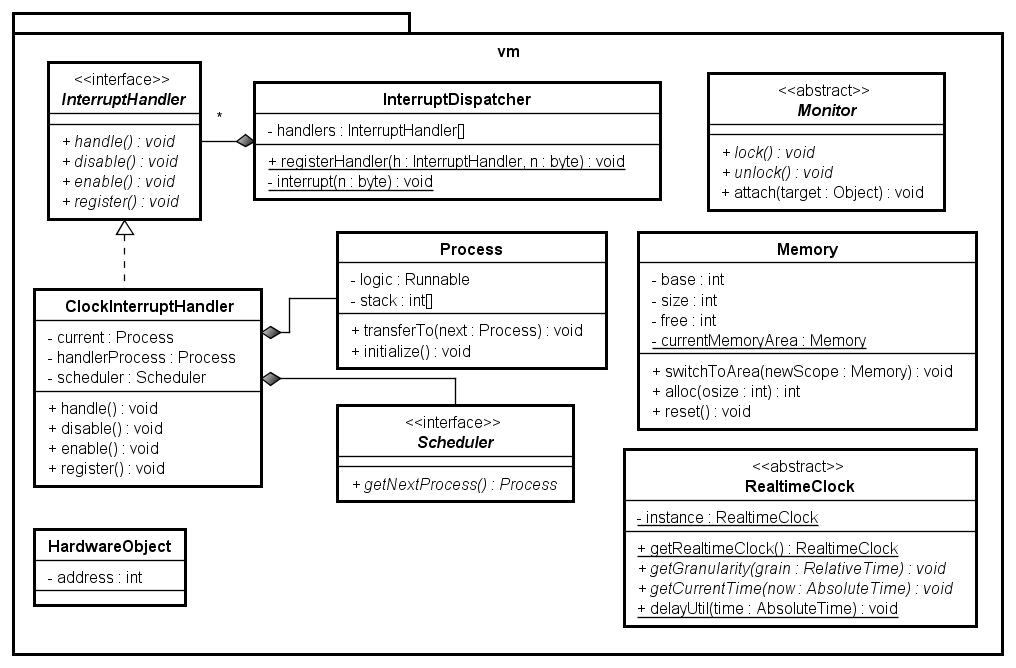 vm
<<interface>>
InterruptHandler
+ handle() : void
+ disable() : void
+ enable() : void
+ register() : void
*
InterruptDispatcher
- handlers : InterruptHandler[]
+ registerHandler(h : InterruptHandler, n : byte) : void
- interrupt(n : byte) : void
<<abstract>>
Monitor
+ lock() : void
+ unlock() : void
+ attach(target : Object) : void
Process
- logic : Runnable
- stack : int[]
+ transferTo(next : Process) : void
+ initialize() : void
Memory
- base : int
- size : int
- free : int
- currentMemoryArea : Memory
+ switchToArea(newScope : Memory) : void
+ alloc(osize : int) : int
+ reset() : void
ClockInterruptHandler
- current : Process
- handlerProcess : Process
- scheduler : Scheduler
+ handle() : void
+ disable() : void
+ enable() : void
+ register() : void
<<interface>>
Scheduler
+ getNextProcess() : Process
<<abstract>>
RealtimeClock
- instance : RealtimeClock
+ getRealtimeClock() : RealtimeClock
+ getGranularity(grain : RelativeTime) : void
+ getCurrentTime(now : AbsoluteTime) : void
+ delayUtil(time : AbsoluteTime) : void
HardwareObject
- address : int